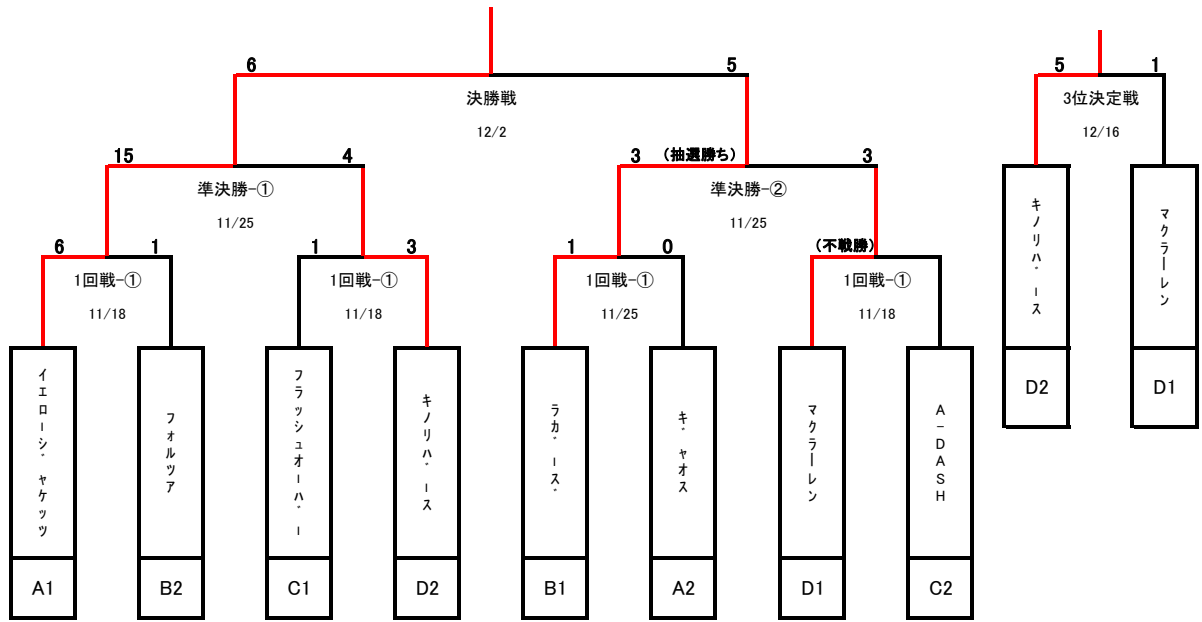 6
5
5
1
決勝戦
12/2
3位決定戦
12/16
15
4
3
(抽選勝ち)
3
準決勝-①
11/25
準決勝-②
11/25
6
1
1
3
1
0
(不戦勝)
1回戦-①
11/18
1回戦-①
11/18
1回戦-①
11/25
1回戦-①
11/18
イエローシ゛ャケッツ
フォルツア
フラッシュオーハ゛ー
キノリハ゛ース
ラカ゛ース゛
キ゛ャオス
マクラーレン
A-DASH
キノリハ゛ース
マクラーレン
D2
D1
A1
B2
C1
D2
B1
A2
D1
C2